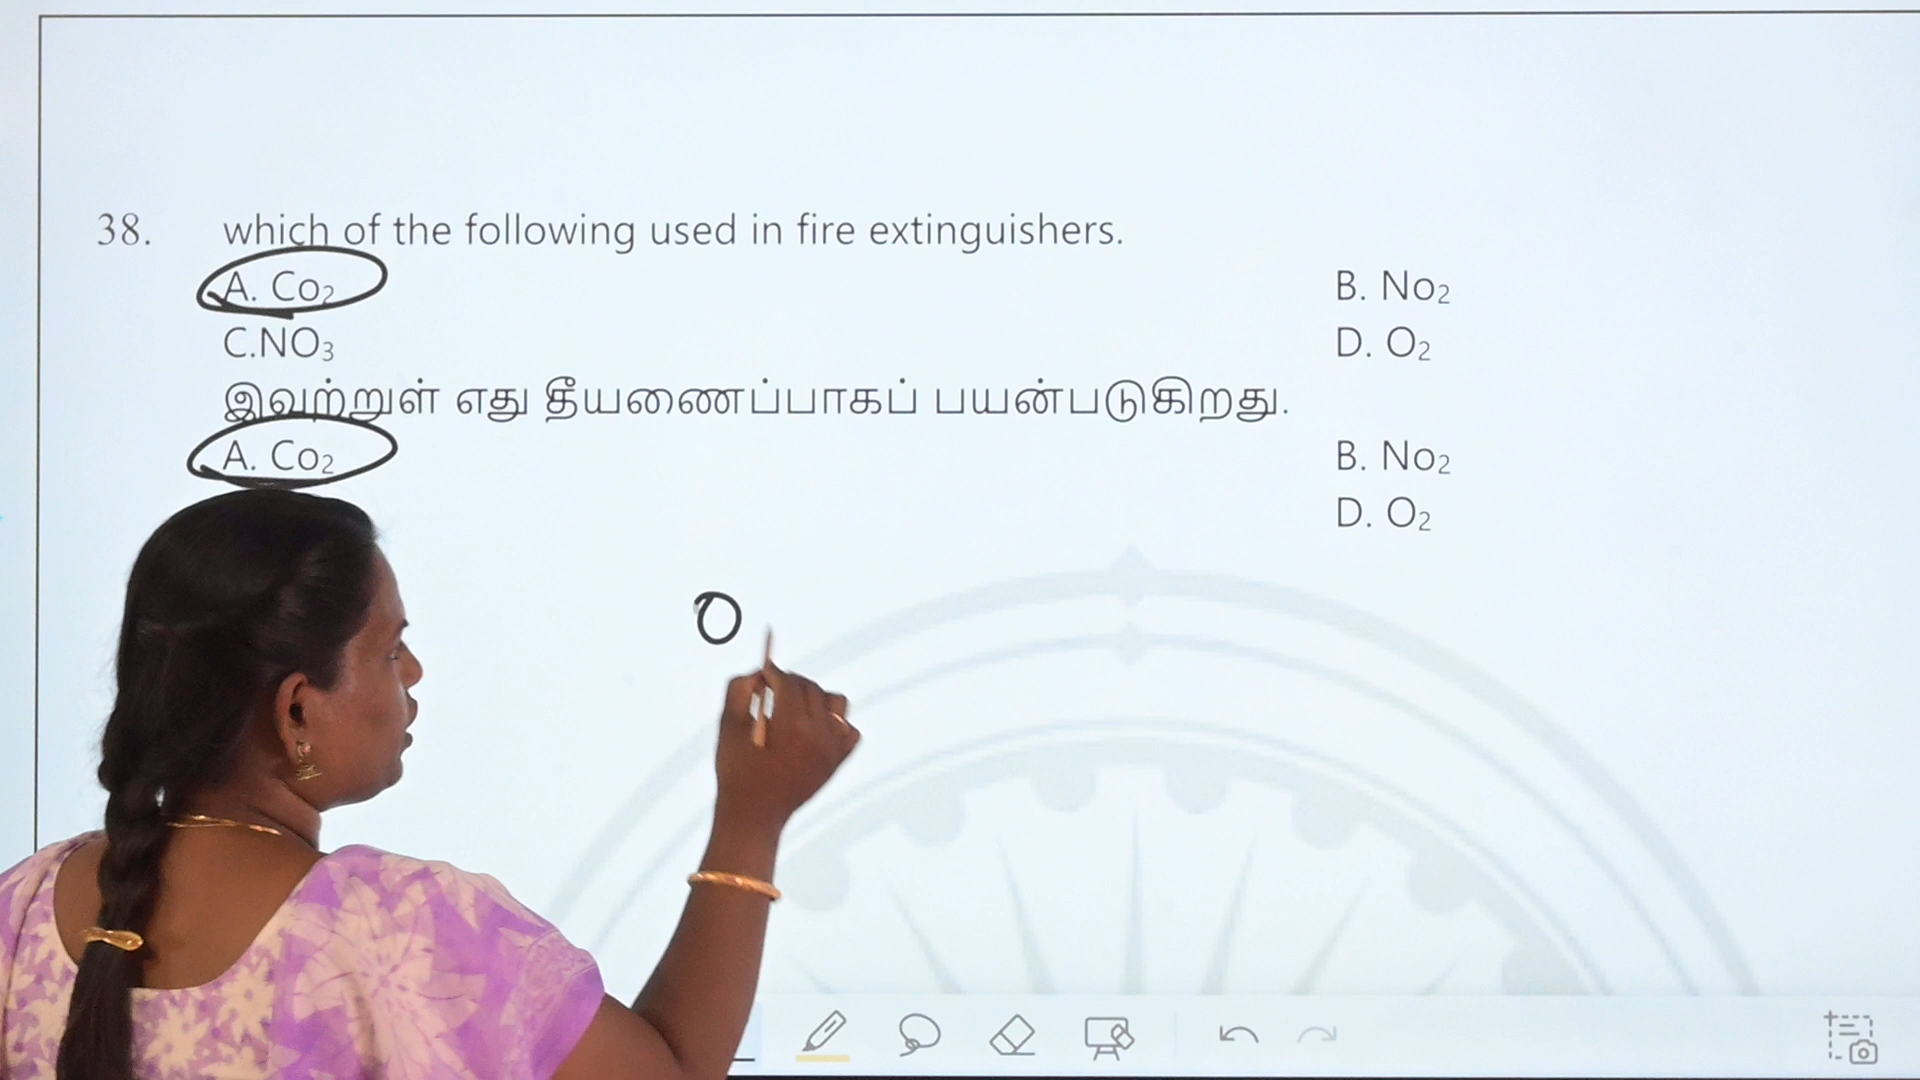 38. which of the following used in fire extinguishers.
A. Co₂ B. No₂
C.NO₃ D. O₂
இவற்றுள் எது தீயணைப்பாகப் பயன்படுகிறது.
A. Co₂ B. No₂
D. O₂
O